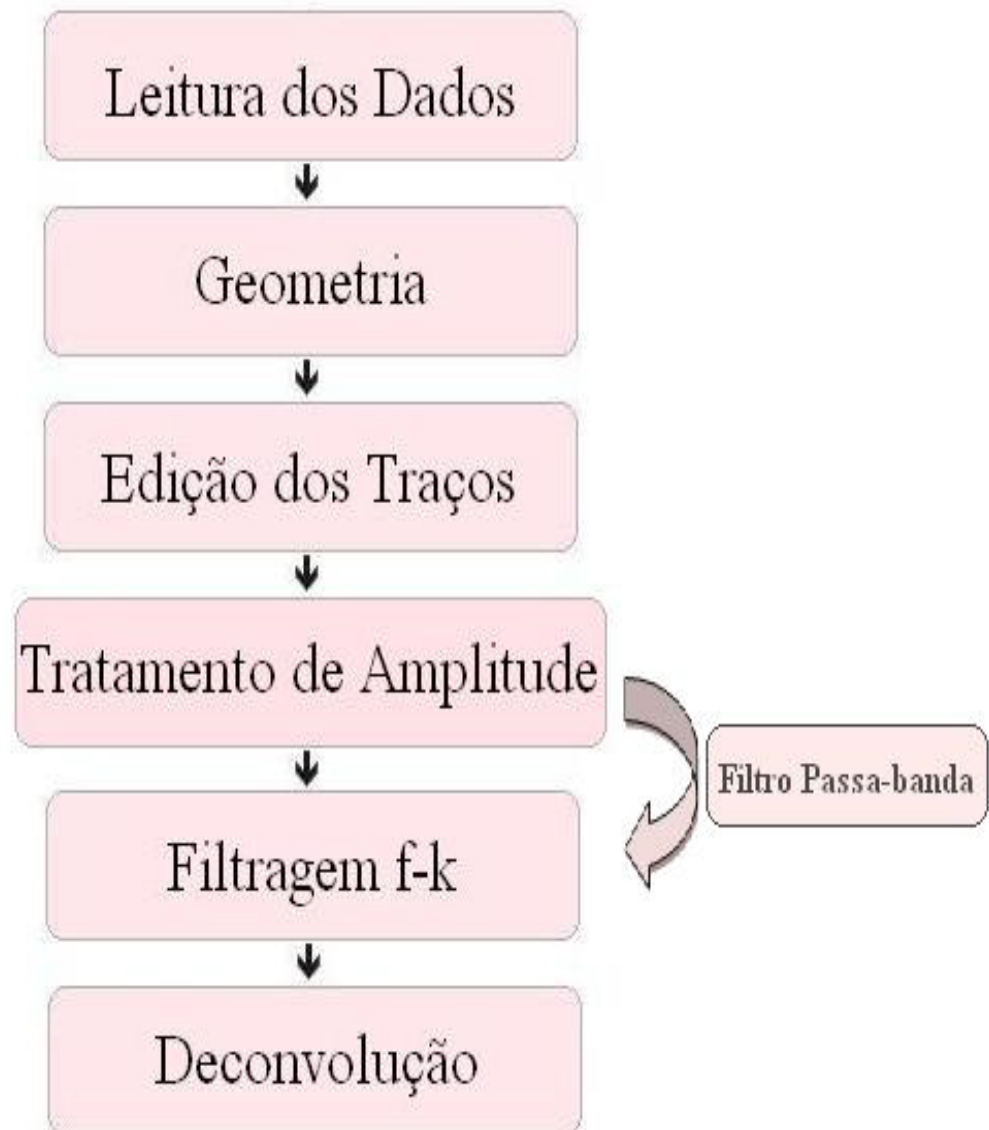 Leitura dos Dados
Geometria
Edição dos Traços
Tratamento de Amplitude
Filtro Passa-banda
Filtragem f-k
Deconvolução